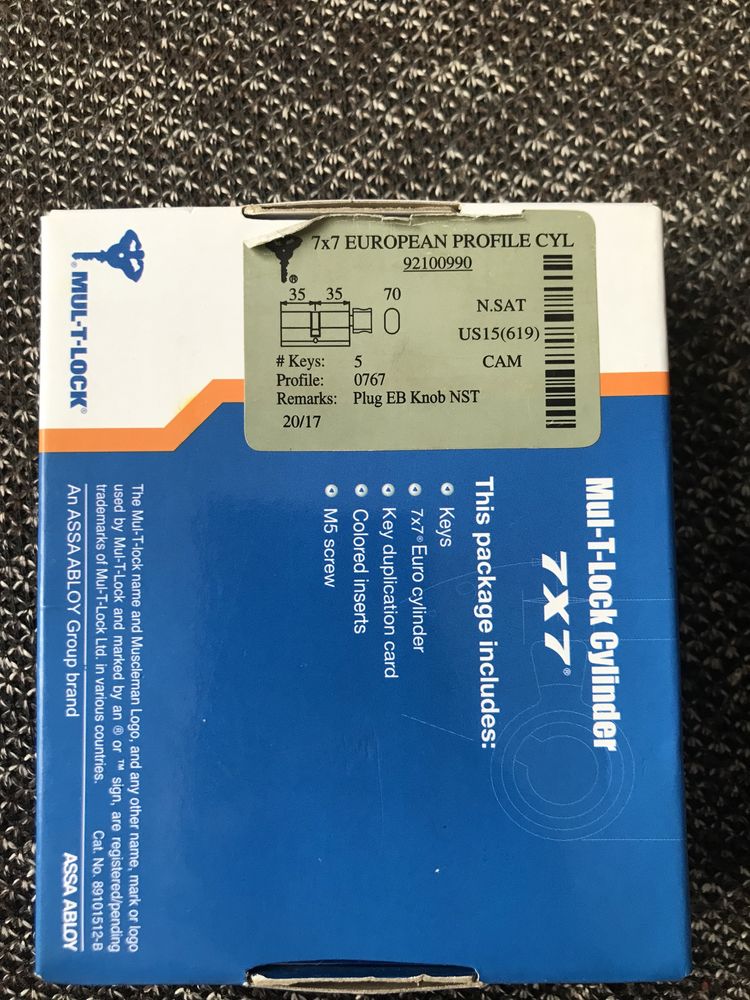 7x7 EUROPEAN PROFILE CYL
92100990
35 35 70
N.SAT
US15(619)
CAM
# Keys: 5
Profile: 0767
Remarks: Plug EB Knob NST
20/17
®
MUL-T-LOCK®
Mul-T-Lock Cylinder
7x7®
This package includes:
Keys
7x7® Euro cylinder
Key duplication card
Colored inserts
M5 screw
The Mul-T-lock name and Muscleman Logo, and any other name, mark or logo
used by Mul-T-Lock and marked by an ® or ™ sign, are registered/pending
trademarks of Mul-T-Lock Ltd. in various countries. Cat. No. 89101512-B
An ASSA ABLOY Group brand
ASSA ABLOY